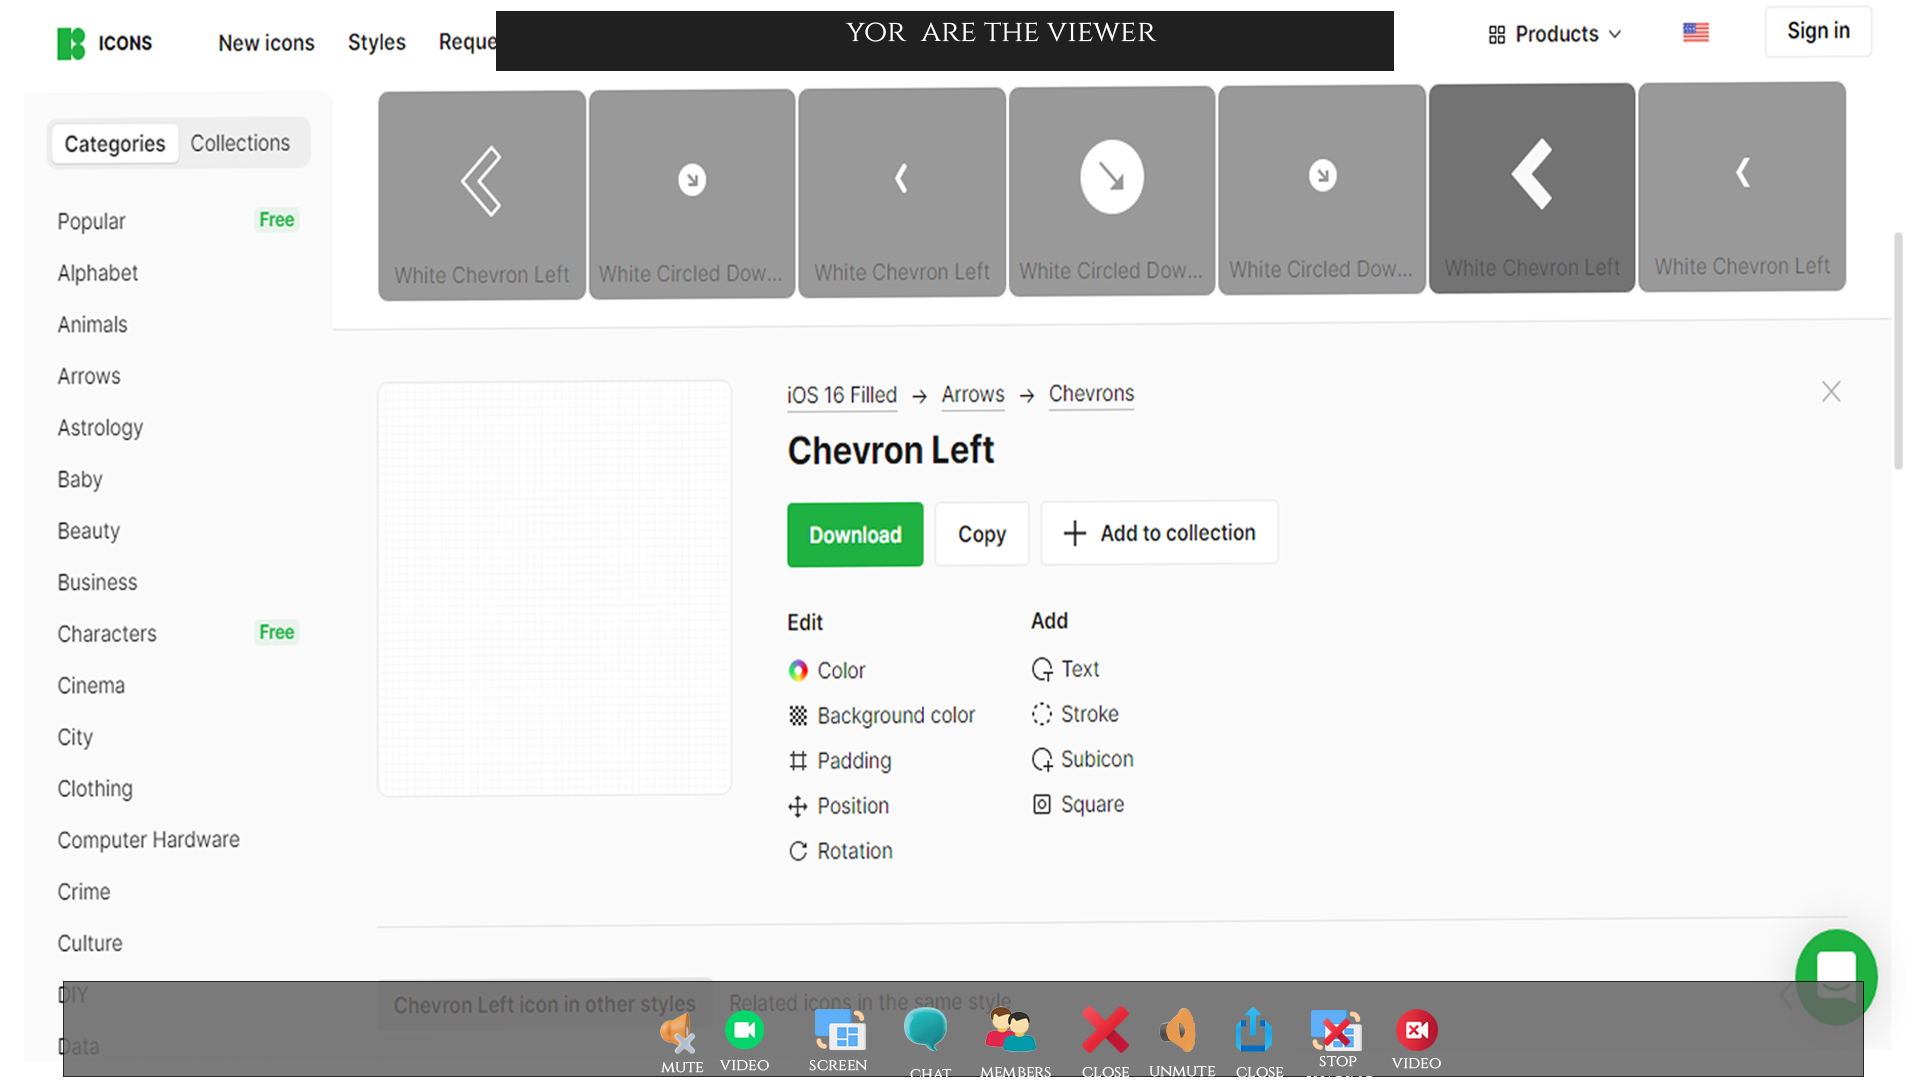 ICONS
New icons
Styles
Reque
YOR ARE THE VIEWER
Products
Sign in
Categories
Collections
Popular
Free
Alphabet
Animals
Arrows
Astrology
Baby
Beauty
Business
Characters
Free
Cinema
City
Clothing
Computer Hardware
Crime
Culture
DIY
Data
White Chevron Left
White Circled Dow...
White Chevron Left
White Circled Dow...
White Circled Dow...
White Chevron Left
White Chevron Left
iOS 16 Filled → Arrows → Chevrons
Chevron Left
Download
Copy
Add to collection
Edit
Color
Background color
Padding
Position
Rotation
Add
Text
Stroke
Subicon
Square
Chevron Left icon in other styles
Related icons in the same style
MUTE
VIDEO
SCREEN
CHAT
MEMBERS
CLOSE
UNMUTE
CLOSE
STOP
VIDEO